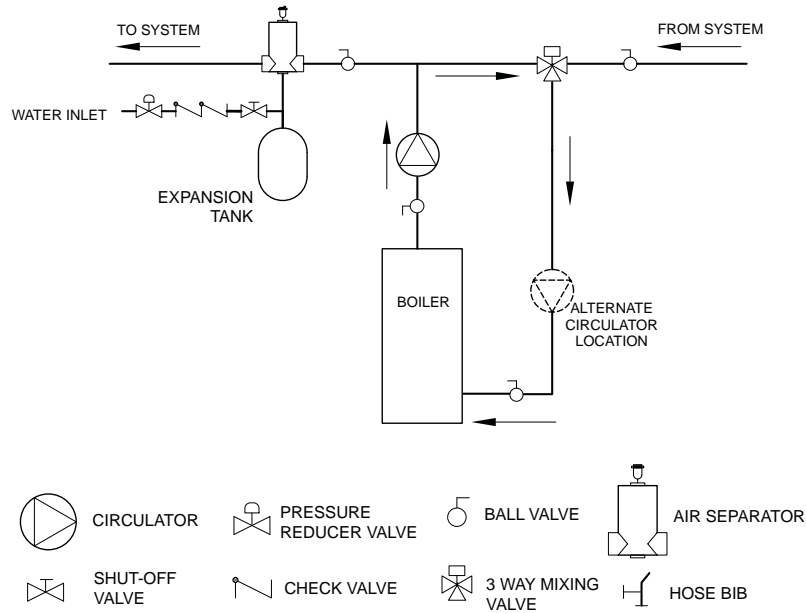 TO SYSTEM
FROM SYSTEM
WATER INLET
EXPANSION
TANK
BOILER
ALTERNATE
CIRCULATOR
LOCATION
CIRCULATOR
PRESSURE
REDUCER VALVE
BALL VALVE
AIR SEPARATOR
SHUT-OFF
VALVE
CHECK VALVE
3 WAY MIXING
VALVE
HOSE BIB